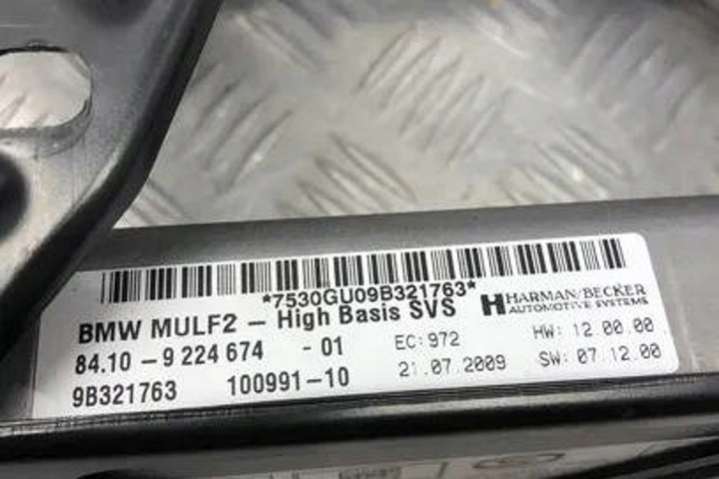 *7530GU09B321763*
BMW MULF2 - High Basis SVS
HARMAN/BECKER
AUTOMOTIVE SYSTEMS
84.10 - 9 224 674 - 01
EC: 972
HW: 12.00.00
9B321763 100991-10
21.07.2009
SW: 07.12.00